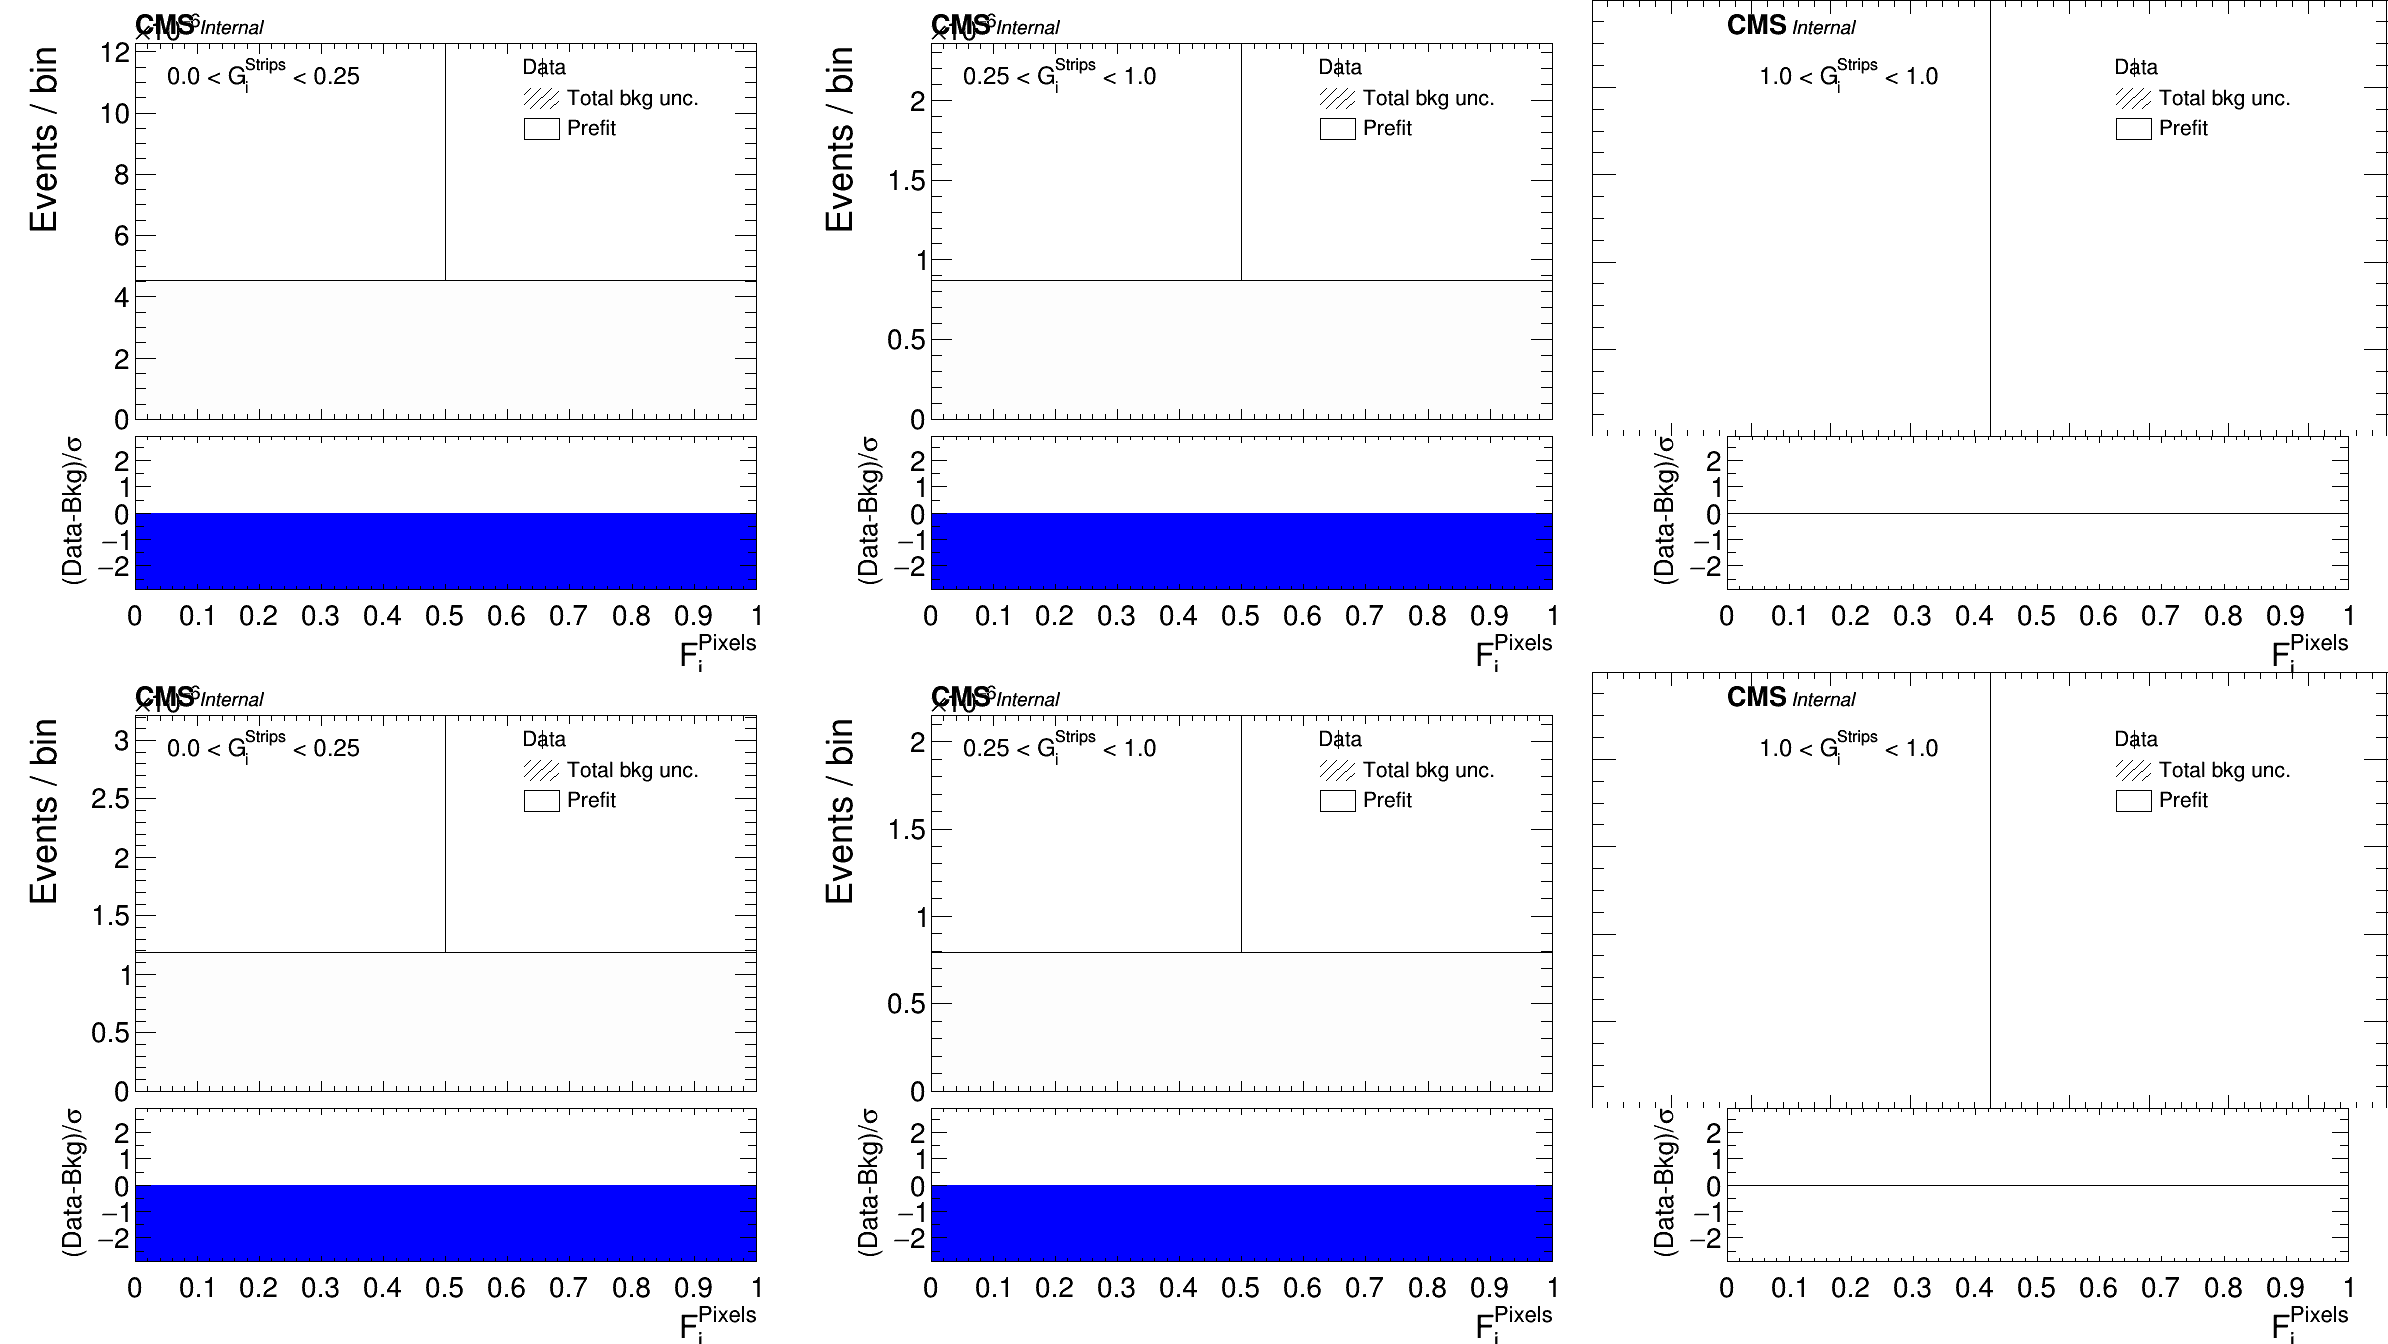 CMS Internal
Events / bin
0.0 < G_i^Strips < 0.25
Data
Total bkg unc.
Prefit
12
10
8
6
4
2
0
(Data-Bkg)/σ
2
1
0
−1
−2
0 0.1 0.2 0.3 0.4 0.5 0.6 0.7 0.8 0.9 1
F_i^Pixels
CMS Internal
Events / bin
0.25 < G_i^Strips < 1.0
Data
Total bkg unc.
Prefit
2
1.5
1
0.5
0
(Data-Bkg)/σ
2
1
0
−1
−2
0 0.1 0.2 0.3 0.4 0.5 0.6 0.7 0.8 0.9 1
F_i^Pixels
CMS Internal
1.0 < G_i^Strips < 1.0
Data
Total bkg unc.
Prefit
(Data-Bkg)/σ
2
1
0
−1
−2
0 0.1 0.2 0.3 0.4 0.5 0.6 0.7 0.8 0.9 1
F_i^Pixels
CMS Internal
Events / bin
0.0 < G_i^Strips < 0.25
Data
Total bkg unc.
Prefit
3
2.5
2
1.5
1
0.5
0
(Data-Bkg)/σ
2
1
0
−1
−2
0 0.1 0.2 0.3 0.4 0.5 0.6 0.7 0.8 0.9 1
F_i^Pixels
CMS Internal
Events / bin
0.25 < G_i^Strips < 1.0
Data
Total bkg unc.
Prefit
2
1.5
1
0.5
0
(Data-Bkg)/σ
2
1
0
−1
−2
0 0.1 0.2 0.3 0.4 0.5 0.6 0.7 0.8 0.9 1
F_i^Pixels
CMS Internal
1.0 < G_i^Strips < 1.0
Data
Total bkg unc.
Prefit
(Data-Bkg)/σ
2
1
0
−1
−2
0 0.1 0.2 0.3 0.4 0.5 0.6 0.7 0.8 0.9 1
F_i^Pixels